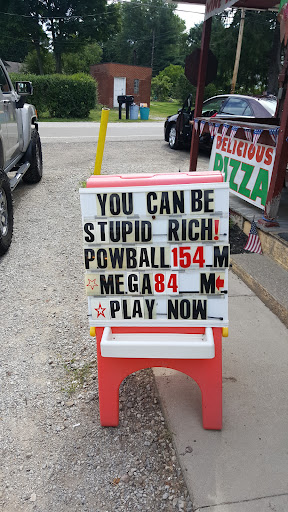 YOU CAN BE
STUPID RICH!
POWBALL 154 M
MEGA 84 M
PLAY NOW
DELICIOUS
PIZZA